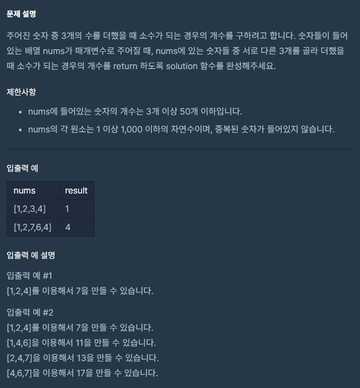 문제 설명
주어진 숫자 중 3개의 수를 더했을 때 소수가 되는 경우의 개수를 구하려고 합니다. 숫자들이 들어
있는 배열 nums가 매개변수로 주어질 때, nums에 있는 숫자들 중 서로 다른 3개를 골라 더했을
때 소수가 되는 경우의 개수를 return 하도록 solution 함수를 완성해주세요.
제한사항
• nums에 들어있는 숫자의 개수는 3개 이상 50개 이하입니다.
• nums의 각 원소는 1 이상 1,000 이하의 자연수이며, 중복된 숫자가 들어있지 않습니다.
입출력 예
nums result
[1,2,3,4] 1
[1,2,7,6,4] 4
입출력 예 설명
입출력 예 #1
[1,2,4]를 이용해서 7을 만들 수 있습니다.
입출력 예 #2
[1,2,4]를 이용해서 7을 만들 수 있습니다.
[1,4,6]을 이용해서 11을 만들 수 있습니다.
[2,4,7]을 이용해서 13을 만들 수 있습니다.
[4,6,7]을 이용해서 17을 만들 수 있습니다.